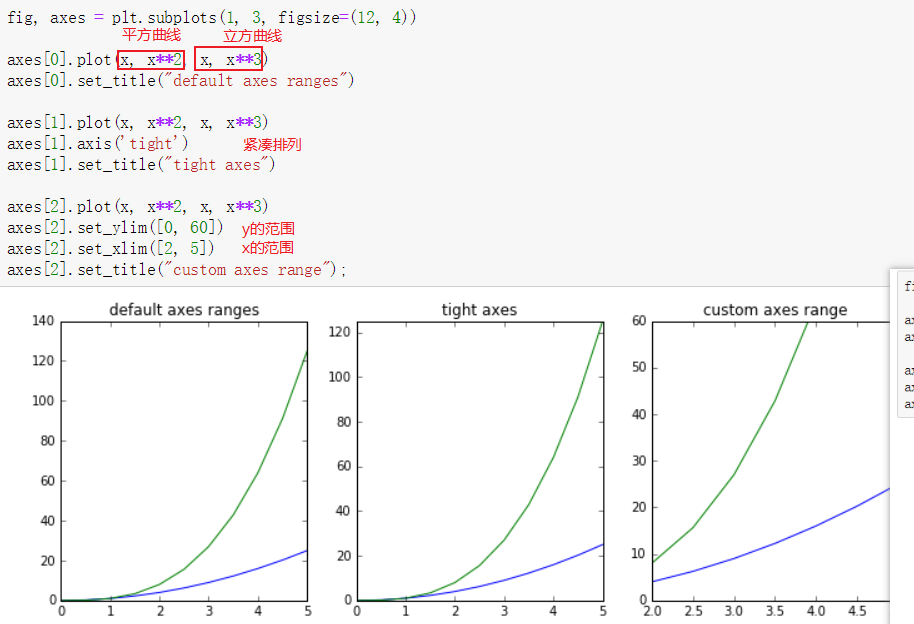 fig, axes = plt.subplots(1, 3, figsize=(12, 4))
平方曲线 立方曲线
axes[0].plot(x, x**2, x, x**3)
axes[0].set_title("default axes ranges")
axes[1].plot(x, x**2, x, x**3)
axes[1].axis('tight') 紧凑排列
axes[1].set_title("tight axes")
axes[2].plot(x, x**2, x, x**3)
axes[2].set_ylim([0, 60]) y的范围
axes[2].set_xlim([2, 5]) x的范围
axes[2].set_title("custom axes range");
fi
ax
ax
ax
ax
ax
default axes ranges
140
120
100
80
60
40
20
0
0 1 2 3 4 5
tight axes
120
100
80
60
40
20
0
0 1 2 3 4 5
custom axes range
60
50
40
30
20
10
0
2.0 2.5 3.0 3.5 4.0 4.5